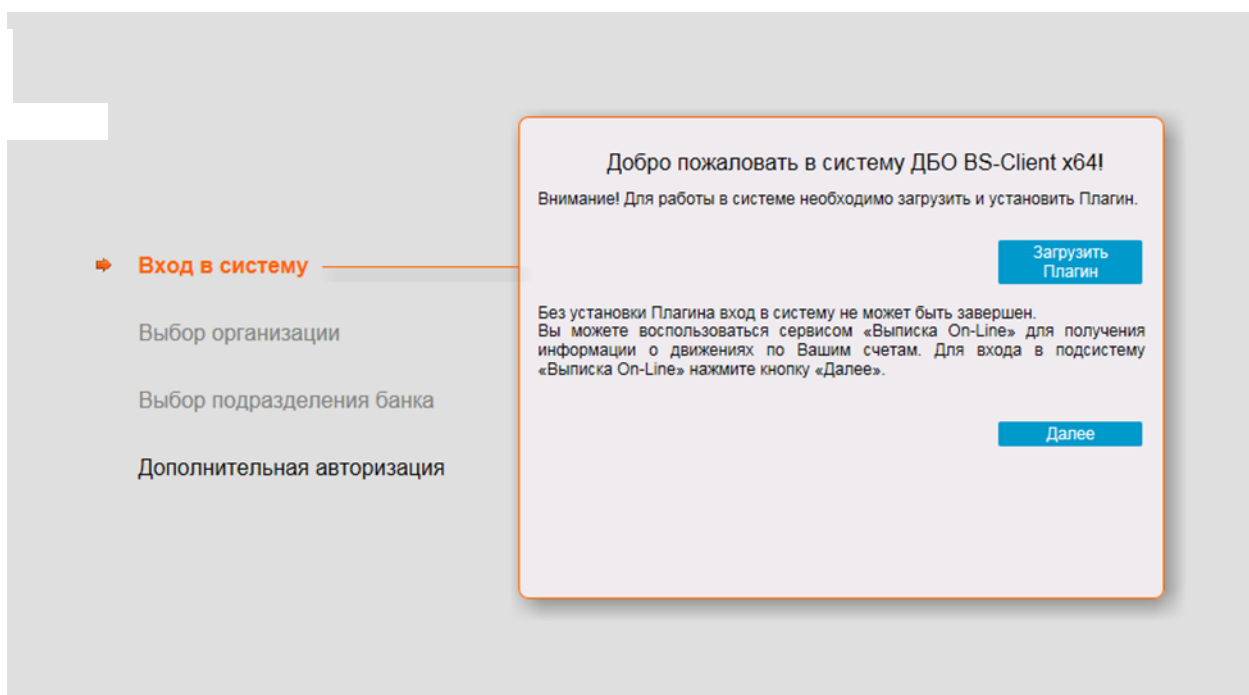 Добро пожаловать в систему ДБО BS-Client x64!
Внимание! Для работы в системе необходимо загрузить и установить Плагин.
Загрузить
Плагин
Вход в систему
Без установки Плагина вход в систему не может быть завершен.
Вы можете воспользоваться сервисом «Выписка On-Line» для получения
информации о движениях по Вашим счетам. Для входа в подсистему
«Выписка On-Line» нажмите кнопку «Далее».
Выбор организации
Выбор подразделения банка
Далее
Дополнительная авторизация